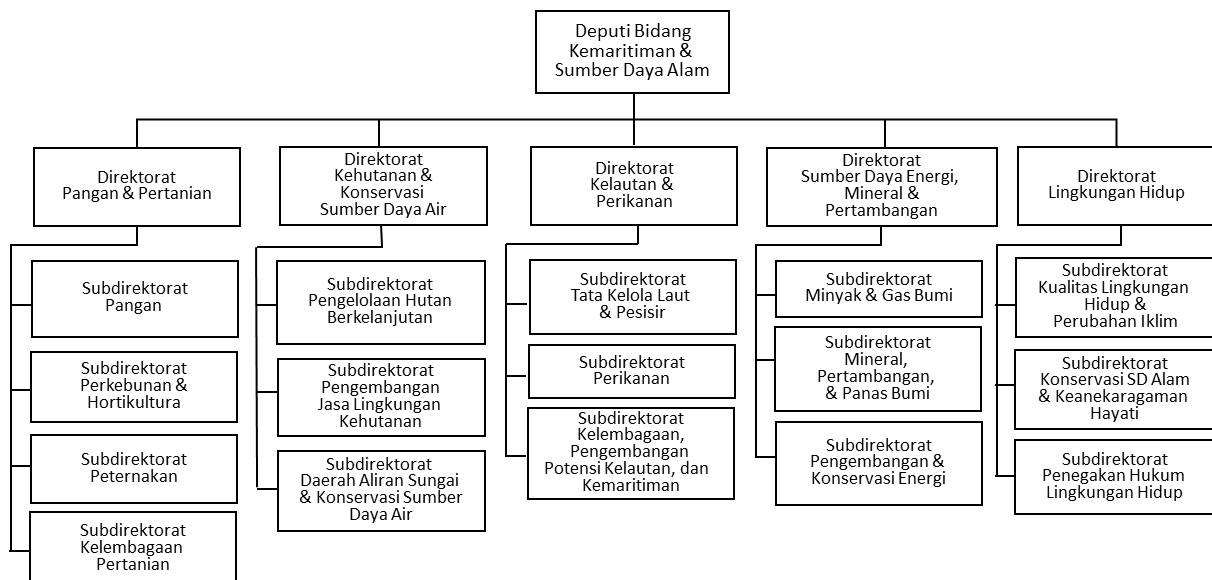 Deputi Bidang
Kemaritiman &
Sumber Daya Alam
Direktorat
Pangan & Pertanian
Subdirektorat
Pangan
Subdirektorat
Perkebunan &
Hortikultura
Subdirektorat
Peternakan
Subdirektorat
Kelembagaan
Pertanian
Direktorat
Kehutanan &
Konservasi
Sumber Daya Air
Subdirektorat
Pengelolaan Hutan
Berkelanjutan
Subdirektorat
Pengembangan
Jasa Lingkungan
Kehutanan
Subdirektorat
Daerah Aliran Sungai
& Konservasi Sumber
Daya Air
Direktorat
Kelautan &
Perikanan
Subdirektorat
Tata Kelola Laut
& Pesisir
Subdirektorat
Perikanan
Subdirektorat
Kelembagaan,
Pengembangan
Potensi Kelautan, dan
Kemaritiman
Direktorat
Sumber Daya Energi,
Mineral &
Pertambangan
Subdirektorat
Minyak & Gas Bumi
Subdirektorat
Mineral,
Pertambangan,
& Panas Bumi
Subdirektorat
Pengembangan &
Konservasi Energi
Direktorat
Lingkungan Hidup
Subdirektorat
Kualitas Lingkungan
Hidup &
Perubahan Iklim
Subdirektorat
Konservasi SD Alam
& Keanekaragaman
Hayati
Subdirektorat
Penegakan Hukum
Lingkungan Hidup